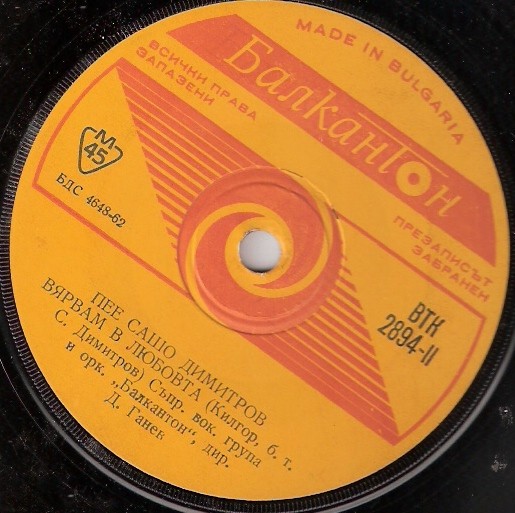 MADE IN BULGARIA
Балкантон
ВСИЧКИ ПРАВА
ЗАПАЗЕНИ
ПРЕЗАПИСЪТ
ЗАБРАНЕН
М
45
БДС 4648-62
ВТК
2894-II
ПЕЕ САШО ДИМИТРОВ
ВЯРВАМ В ЛЮБОВТА (Килгор, б. т.
С. Димитров) Съпр. вок. група
и орк. „Балкантон“, дир.
Д. Ганев